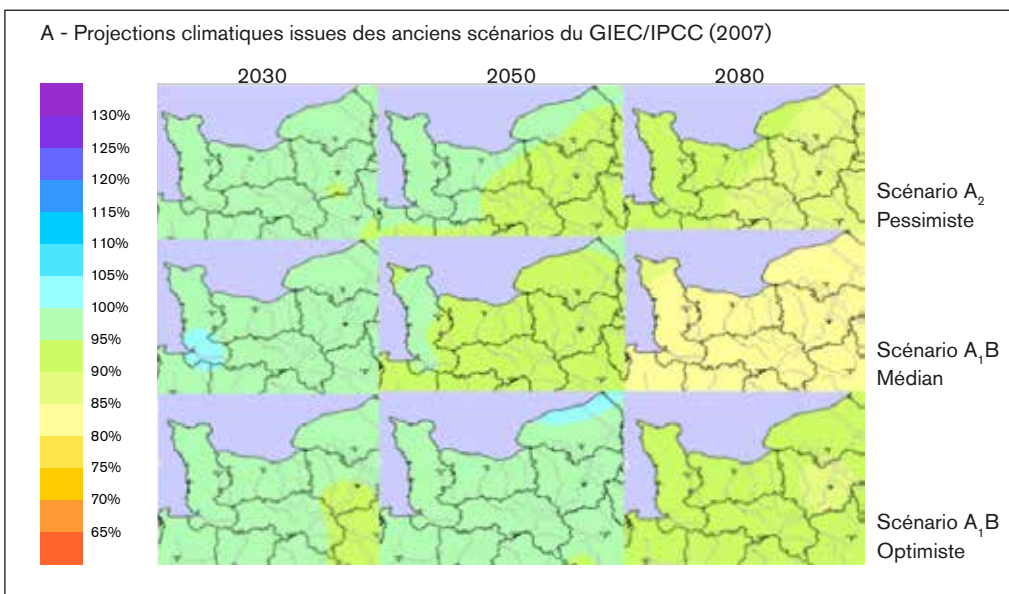 A - Projections climatiques issues des anciens scénarios du GIEC/IPCC (2007)
2030 2050 2080
130%
125%
120%
115%
110%
105%
100%
95%
90%
85%
80%
75%
70%
65%
Scénario A₂
Pessimiste
Scénario A₁B
Médian
Scénario A₁B
Optimiste